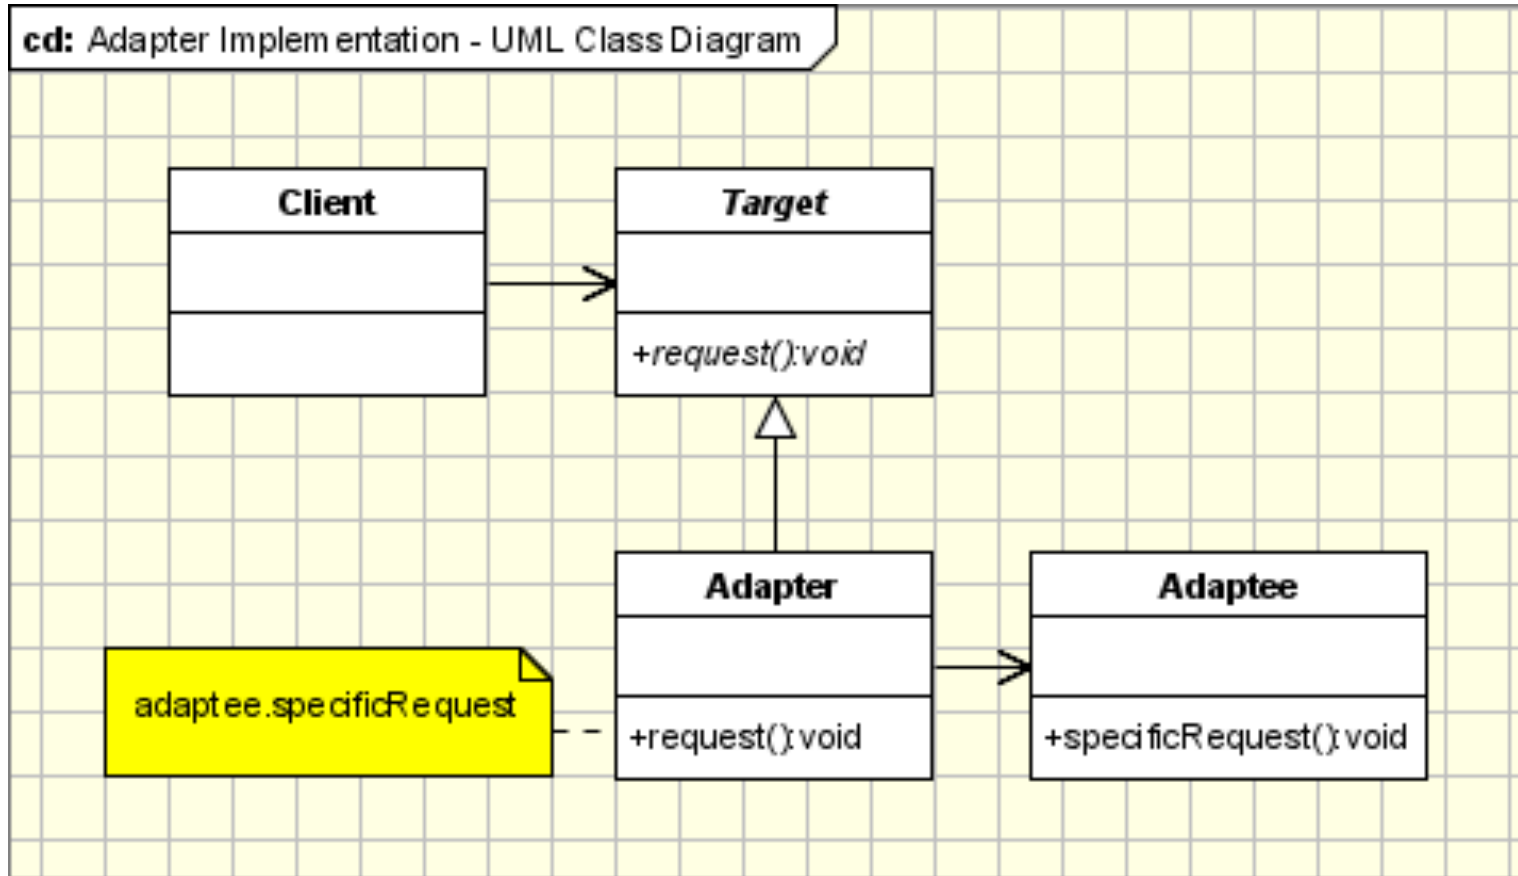 cd: Adapter Implementation - UML Class Diagram
Client
Target
+request():void
Adapter
Adaptee
adaptee.specificRequest
+request():void
+specificRequest():void